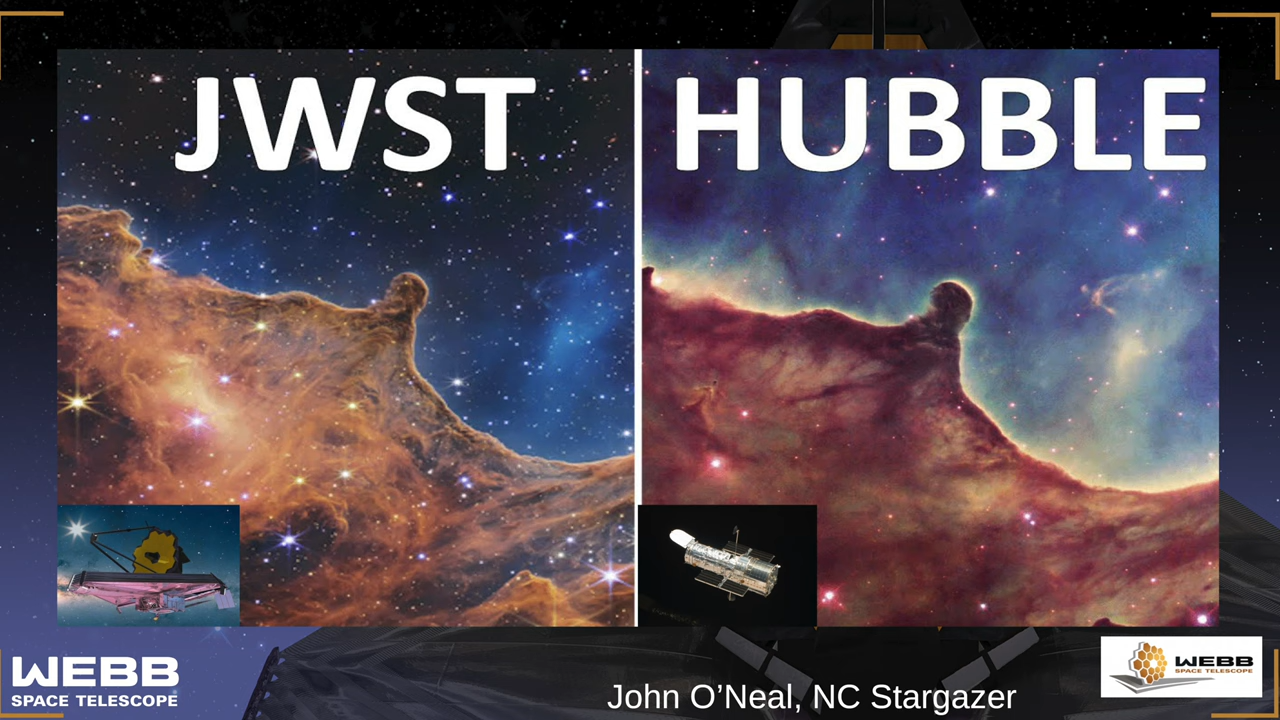 JWST
HUBBLE
WEBB
SPACE TELESCOPE
John O’Neal, NC Stargazer
WEBB
SPACE TELESCOPE